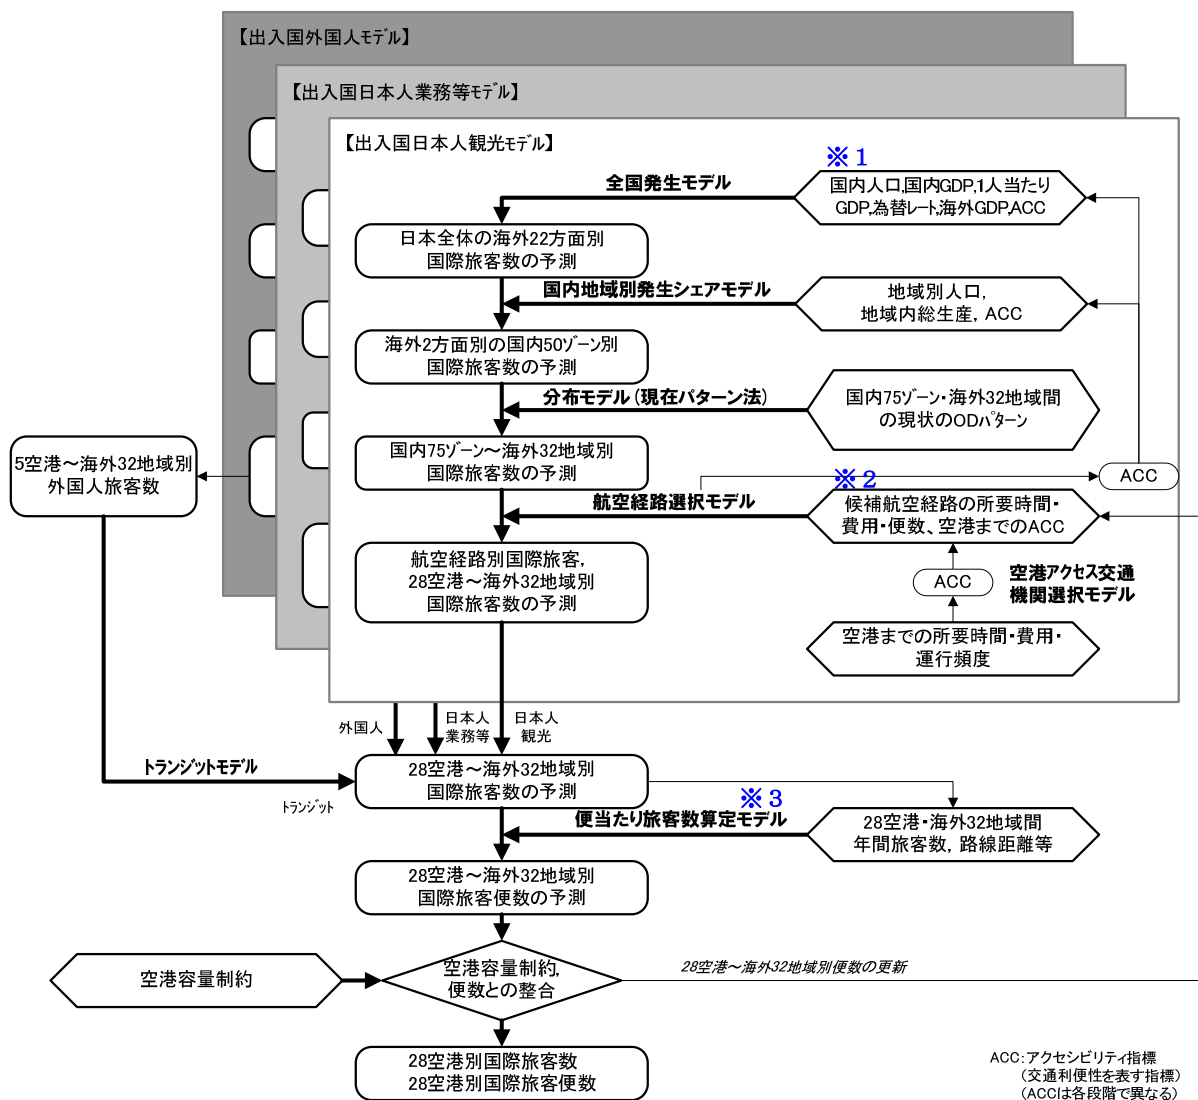 【出入国外国人モデル】
【出入国日本人業務等モデル】
【出入国日本人観光モデル】
※1
全国発生モデル
国内人口,国内GDP,1人当たり
GDP,為替レート,海外GDP,ACC
日本全体の海外22方面別
国際旅客数の予測
国内地域別発生シェアモデル
地域別人口,
地域内総生産, ACC
海外2方面別の国内50ゾーン別
国際旅客数の予測
分布モデル(現在パターン法)
国内75ゾーン・海外32地域間
の現状のODパターン
5空港～海外32地域別
外国人旅客数
国内75ゾーン～海外32地域別
国際旅客数の予測
ACC
※2
航空経路選択モデル
候補航空経路の所要時間・
費用・便数、空港までのACC
航空経路別国際旅客,
28空港～海外32地域別
国際旅客数の予測
ACC
空港アクセス交通
機関選択モデル
空港までの所要時間・費用・
運行頻度
外国人
日本人
業務等
日本人
観光
トランジットモデル
トランジット
28空港～海外32地域別
国際旅客数の予測
※3
便当たり旅客数算定モデル
28空港・海外32地域間
年間旅客数, 路線距離等
28空港～海外32地域別
国際旅客便数の予測
空港容量制約
空港容量制約,
便数との整合
28空港～海外32地域別便数の更新
28空港別国際旅客数
28空港別国際旅客便数
ACC:アクセシビリティ指標
(交通利便性を表す指標)
(ACCは各段階で異なる)